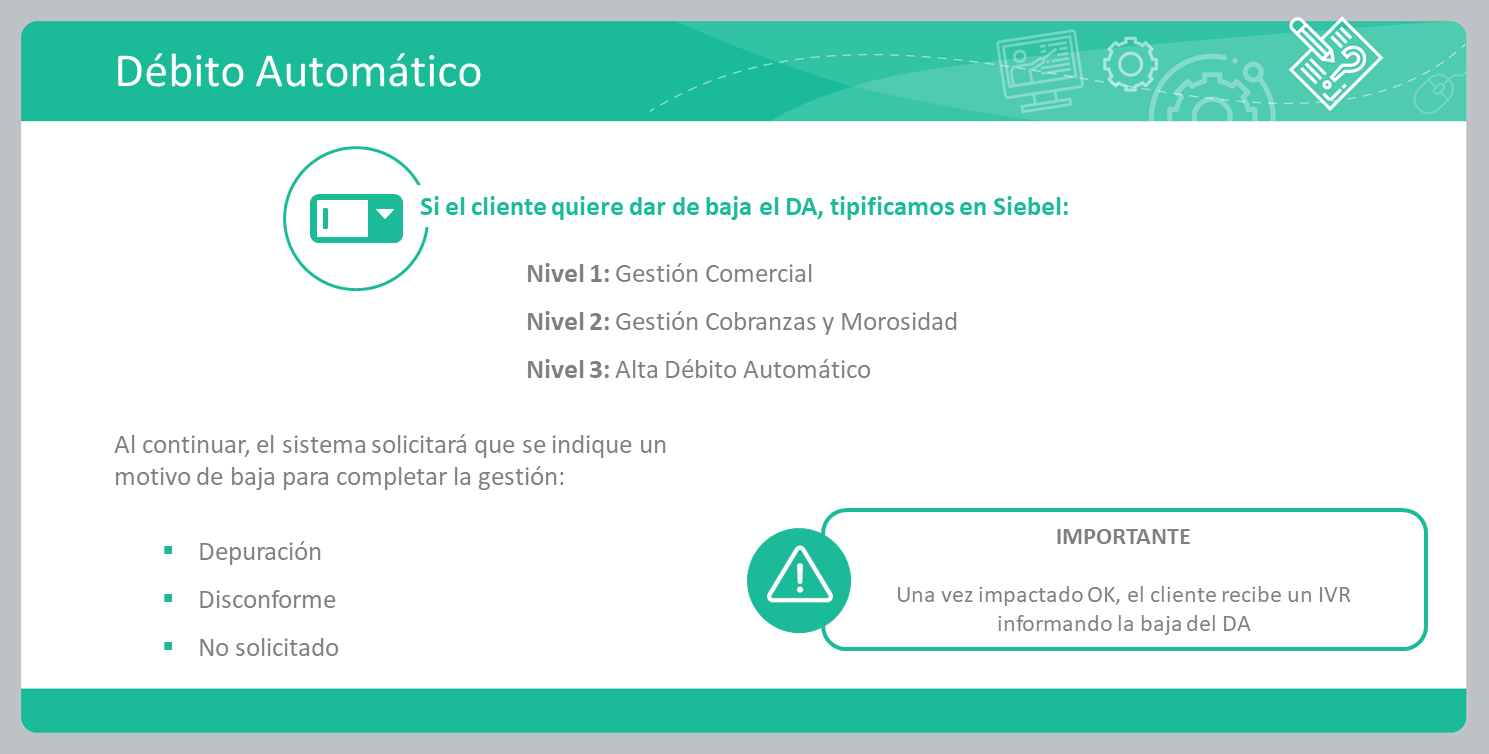 Débito Automático
Si el cliente quiere dar de baja el DA, tipificamos en Siebel:
Nivel 1: Gestión Comercial
Nivel 2: Gestión Cobranzas y Morosidad
Nivel 3: Alta Débito Automático
Al continuar, el sistema solicitará que se indique un
motivo de baja para completar la gestión:
▪ Depuración
▪ Disconforme
▪ No solicitado
IMPORTANTE
Una vez impactado OK, el cliente recibe un IVR
informando la baja del DA